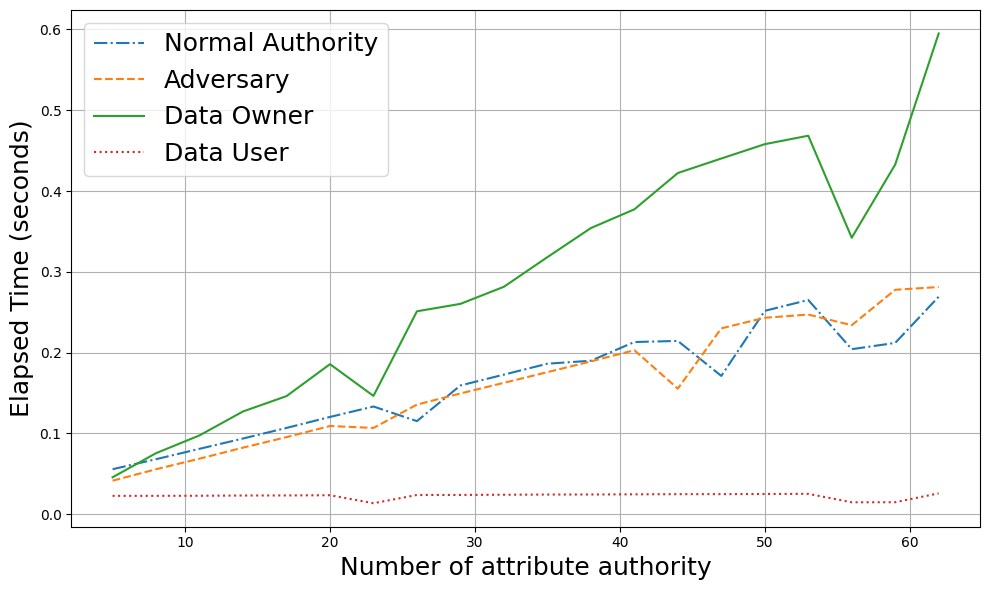 Normal Authority
Adversary
Data Owner
Data User
Elapsed Time (seconds)
0.6
0.5
0.4
0.3
0.2
0.1
0.0
10 20 30 40 50 60
Number of attribute authority